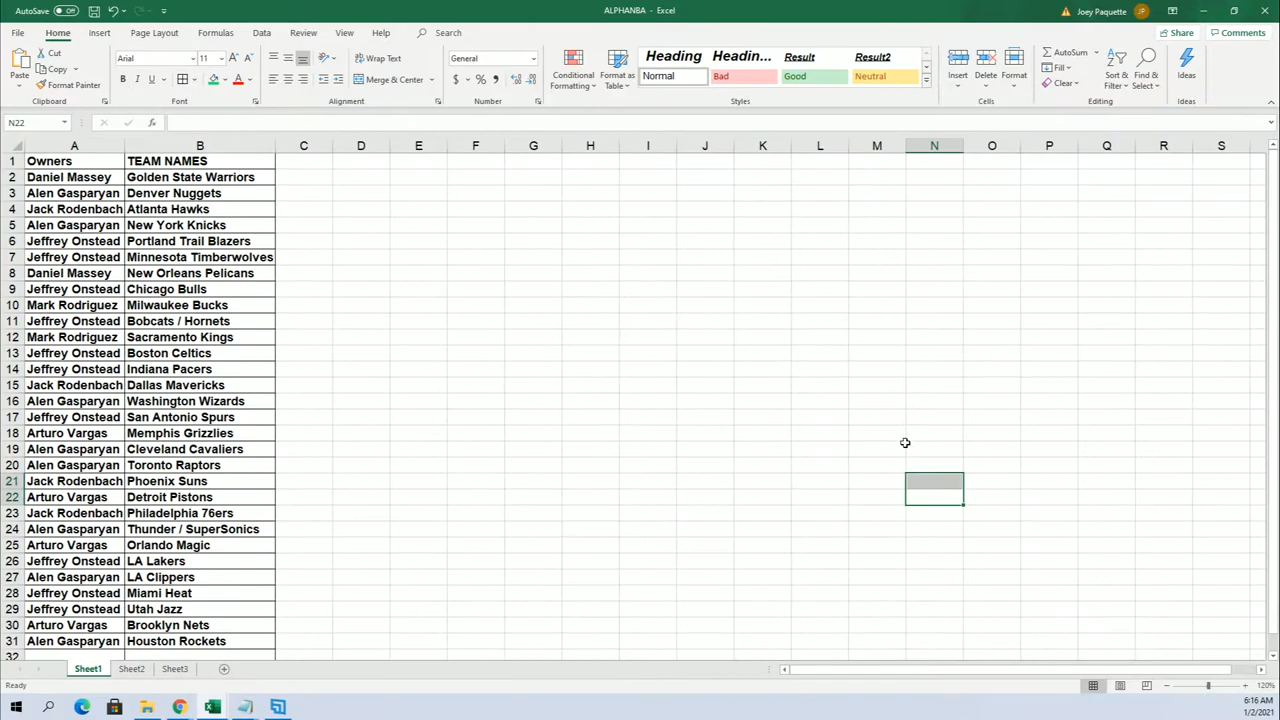 AutoSave Off
ALPHANBA - Excel
Joey Paquette JP
File Home Insert Page Layout Formulas Data Review View Help Search
Share Comments
Paste Cut Copy Format Painter Clipboard
Arial 11 A A B I U A Font
Wrap Text Merge & Center Alignment
General $ % , Number
Conditional Formatting Format as Table
Heading Headin... Result Result2
Normal Bad Good Neutral
Styles
Insert Delete Format Cells
AutoSum Fill Clear Sort & Filter Find & Select Editing
Ideas Ideas
N22 fx
A B C D E F G H I J K L M N O P Q R S
1 Owners TEAM NAMES
2 Daniel Massey Golden State Warriors
3 Alen Gasparyan Denver Nuggets
4 Jack Rodenbach Atlanta Hawks
5 Alen Gasparyan New York Knicks
6 Jeffrey Onstead Portland Trail Blazers
7 Jeffrey Onstead Minnesota Timberwolves
8 Daniel Massey New Orleans Pelicans
9 Jeffrey Onstead Chicago Bulls
10 Mark Rodriguez Milwaukee Bucks
11 Jeffrey Onstead Bobcats / Hornets
12 Mark Rodriguez Sacramento Kings
13 Jeffrey Onstead Boston Celtics
14 Jeffrey Onstead Indiana Pacers
15 Jack Rodenbach Dallas Mavericks
16 Alen Gasparyan Washington Wizards
17 Jeffrey Onstead San Antonio Spurs
18 Arturo Vargas Memphis Grizzlies
19 Alen Gasparyan Cleveland Cavaliers
20 Alen Gasparyan Toronto Raptors
21 Jack Rodenbach Phoenix Suns
22 Arturo Vargas Detroit Pistons
23 Jack Rodenbach Philadelphia 76ers
24 Alen Gasparyan Thunder / SuperSonics
25 Arturo Vargas Orlando Magic
26 Jeffrey Onstead LA Lakers
27 Alen Gasparyan LA Clippers
28 Jeffrey Onstead Miami Heat
29 Jeffrey Onstead Utah Jazz
30 Arturo Vargas Brooklyn Nets
31 Alen Gasparyan Houston Rockets
32
Sheet1 Sheet2 Sheet3
Ready 120%
6:16 AM
1/2/2021